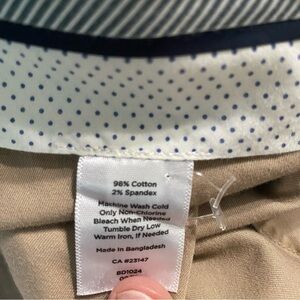 98% Cotton
2% Spandex
Machine Wash Cold
Only Non-Chlorine
Bleach When Needed
Tumble Dry Low
Warm Iron, If Needed
Made in Bangladesh
CA #23147
BD1024